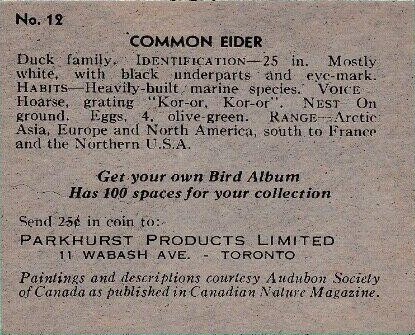 No. 12
COMMON EIDER
Duck family. IDENTIFICATION—25 in. Mostly
white, with black underparts and eye-mark.
HABITS—Heavily-built marine species. VOICE
Hoarse, grating "Kor-or, Kor-or". NEST On
ground. Eggs, 4, olive-green. RANGE—Arctic
Asia, Europe and North America, south to France
and the Northern U.S.A.
Get your own Bird Album
Has 100 spaces for your collection
Send 25¢ in coin to:
PARKHURST PRODUCTS LIMITED
11 WABASH AVE. - TORONTO
Paintings and descriptions courtesy Audubon Society
of Canada as published in Canadian Nature Magazine.